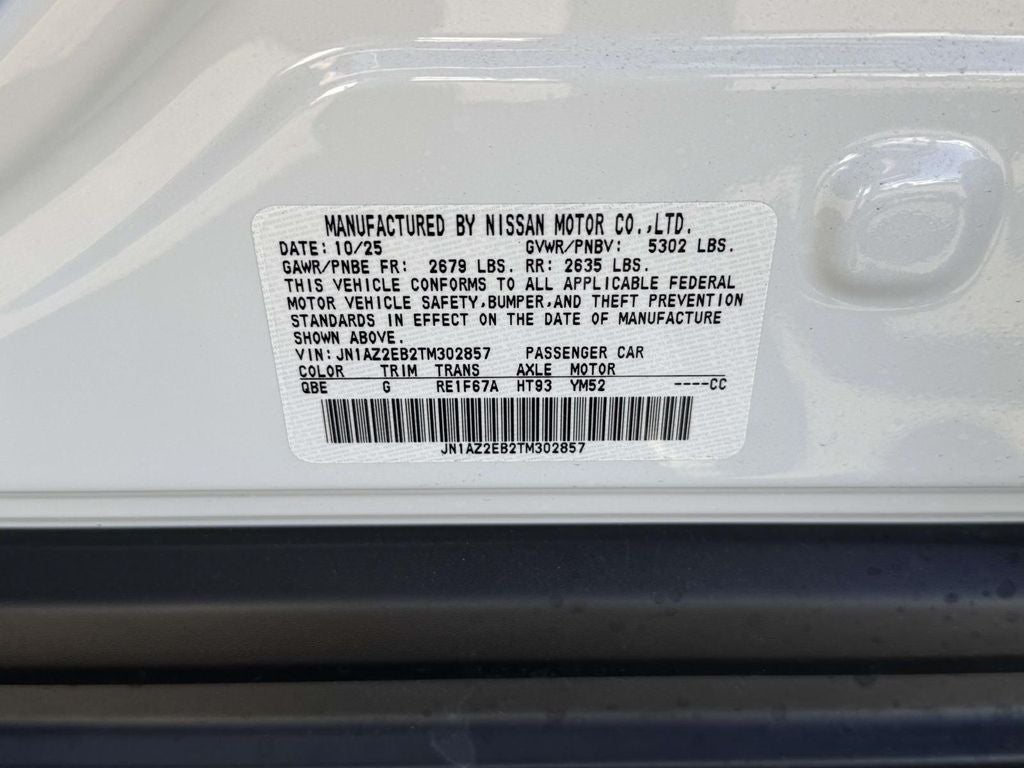 MANUFACTURED BY NISSAN MOTOR CO.,LTD.
DATE: 10/25 GVWR/PNBV: 5302 LBS.
GAWR/PNBE FR: 2679 LBS. RR: 2635 LBS.
THIS VEHICLE CONFORMS TO ALL APPLICABLE FEDERAL
MOTOR VEHICLE SAFETY,BUMPER,AND THEFT PREVENTION
STANDARDS IN EFFECT ON THE DATE OF MANUFACTURE
SHOWN ABOVE.
VIN: JN1AZ2EB2TM302857 PASSENGER CAR
COLOR TRIM TRANS AXLE MOTOR
QBE G RE1F67A HT93 YM52 ----CC
JN1AZ2EB2TM302857